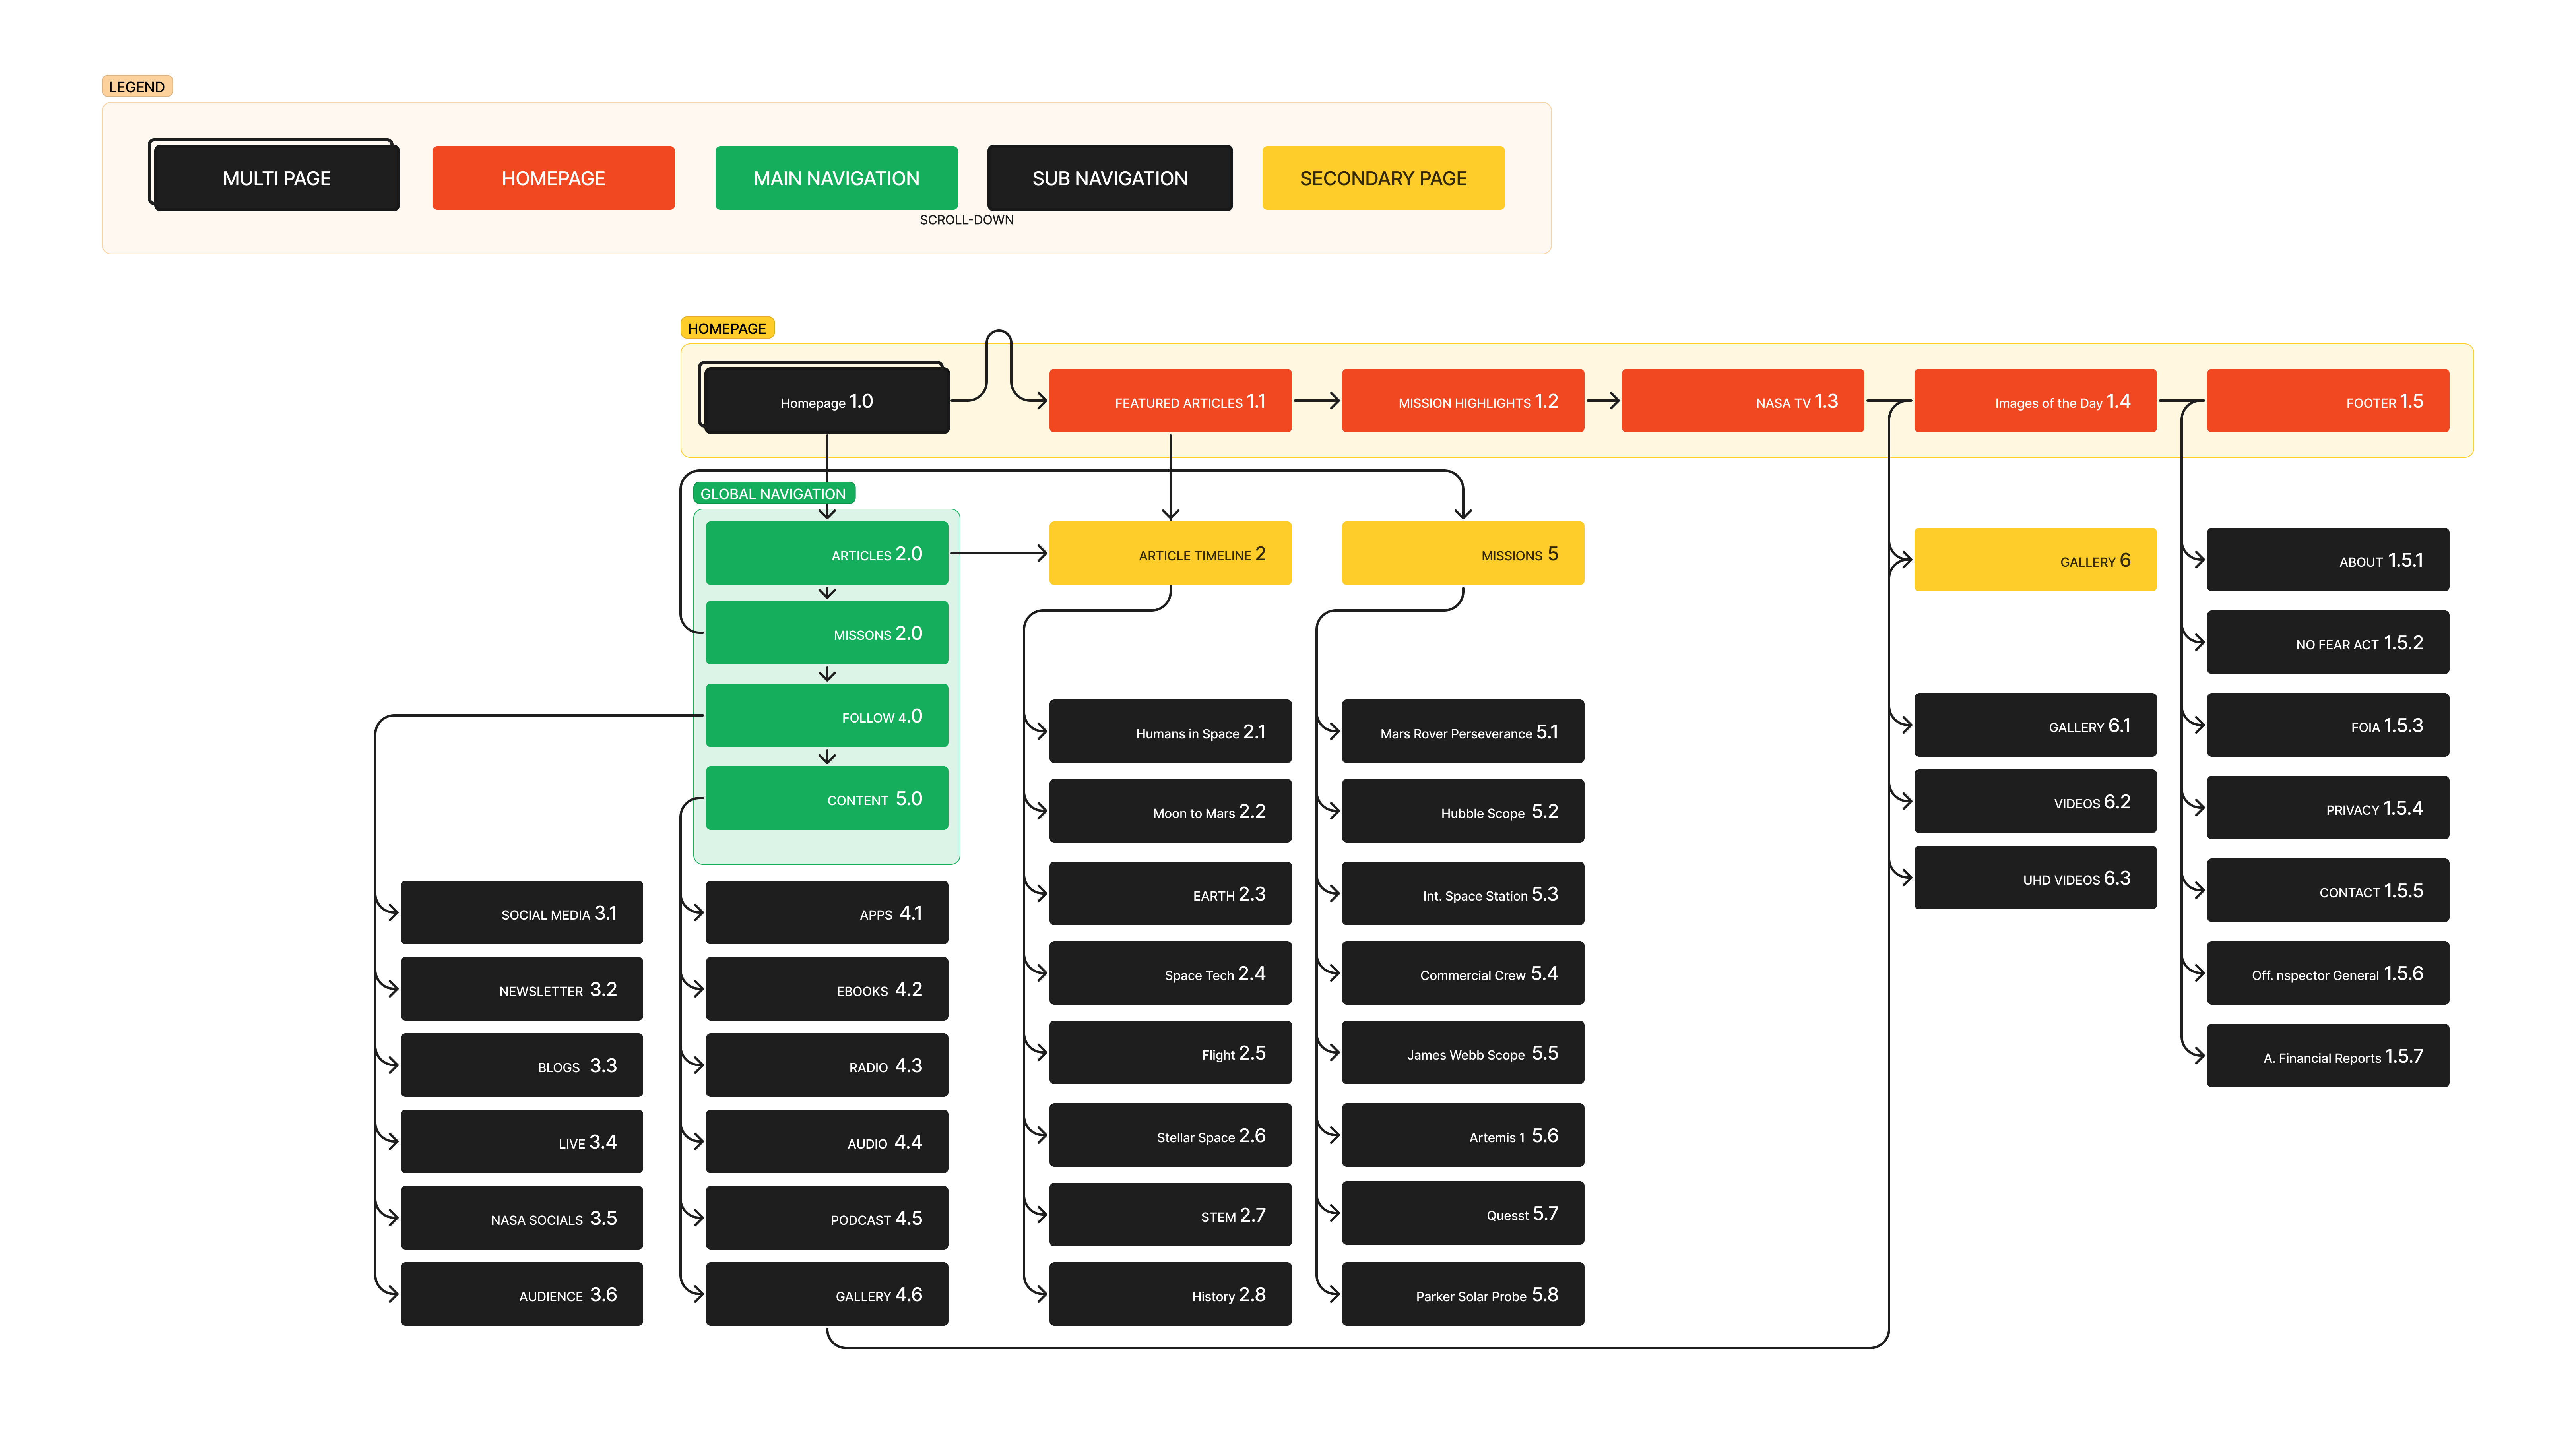 LEGEND
MULTI PAGE
HOMEPAGE
MAIN NAVIGATION
SUB NAVIGATION
SECONDARY PAGE
SCROLL-DOWN
HOMEPAGE
Homepage 1.0
FEATURED ARTICLES 1.1
MISSION HIGHLIGHTS 1.2
NASA TV 1.3
Images of the Day 1.4
FOOTER 1.5
GLOBAL NAVIGATION
ARTICLES 2.0
MISSONS 2.0
FOLLOW 4.0
CONTENT 5.0
ARTICLE TIMELINE 2
MISSIONS 5
GALLERY 6
SOCIAL MEDIA 3.1
NEWSLETTER 3.2
BLOGS 3.3
LIVE 3.4
NASA SOCIALS 3.5
AUDIENCE 3.6
APPS 4.1
EBOOKS 4.2
RADIO 4.3
AUDIO 4.4
PODCAST 4.5
GALLERY 4.6
Humans in Space 2.1
Moon to Mars 2.2
EARTH 2.3
Space Tech 2.4
Flight 2.5
Stellar Space 2.6
STEM 2.7
History 2.8
Mars Rover Perseverance 5.1
Hubble Scope 5.2
Int. Space Station 5.3
Commercial Crew 5.4
James Webb Scope 5.5
Artemis 1 5.6
Quesst 5.7
Parker Solar Probe 5.8
GALLERY 6.1
VIDEOS 6.2
UHD VIDEOS 6.3
ABOUT 1.5.1
NO FEAR ACT 1.5.2
FOIA 1.5.3
PRIVACY 1.5.4
CONTACT 1.5.5
Off. nspector General 1.5.6
A. Financial Reports 1.5.7